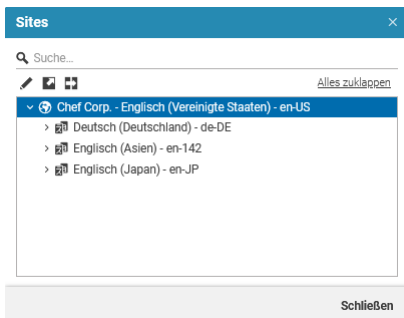 Sites
Suche...
Alles zuklappen
Chef Corp. - Englisch (Vereinigte Staaten) - en-US
Deutsch (Deutschland) - de-DE
Englisch (Asien) - en-142
Englisch (Japan) - en-JP
Schließen